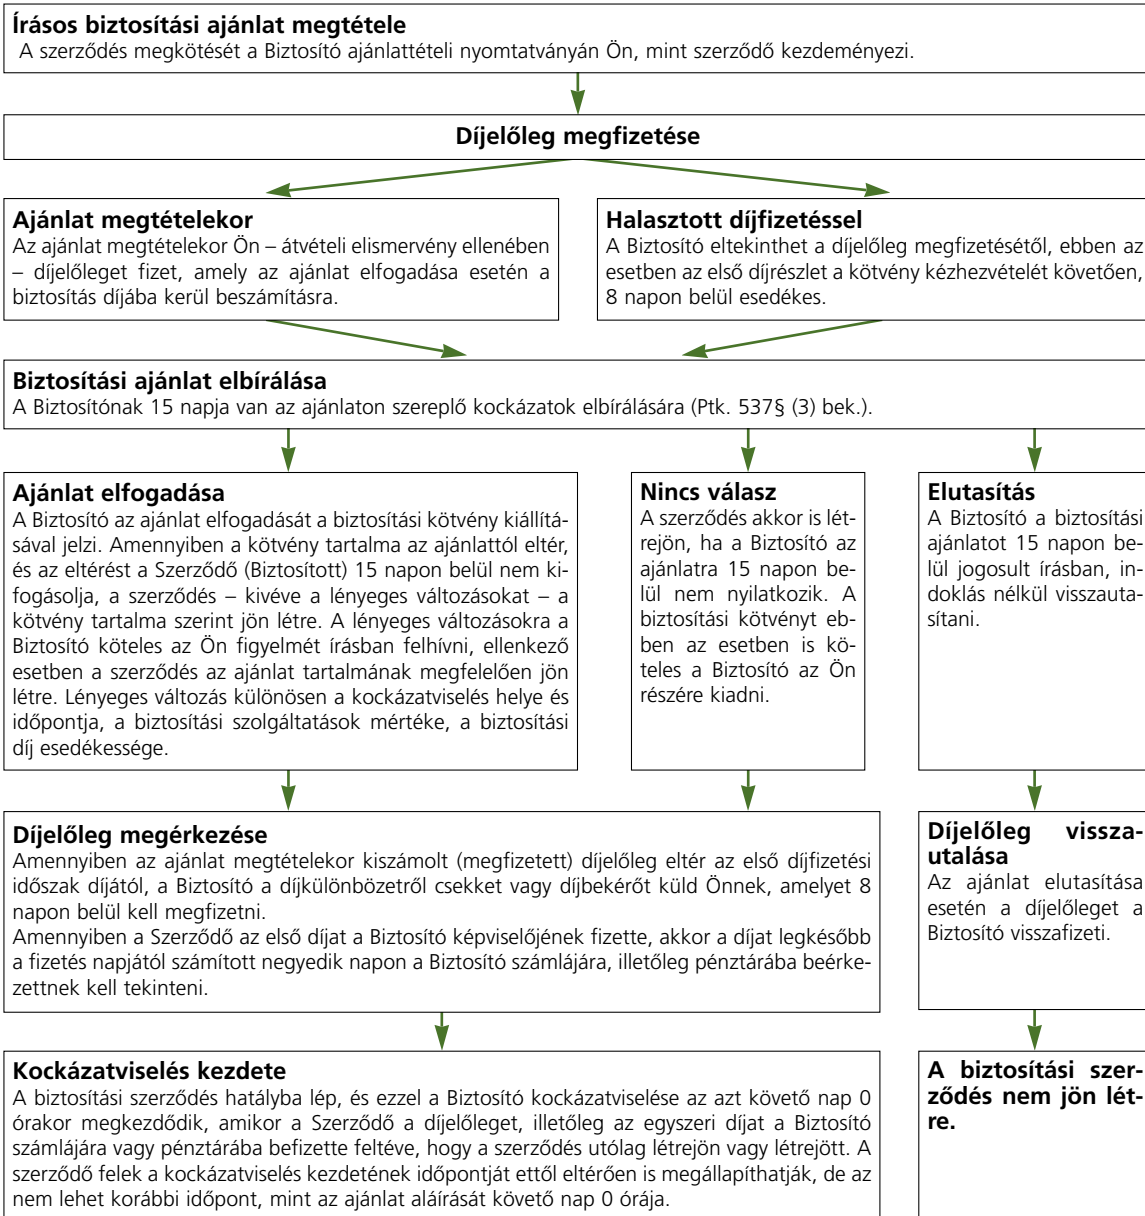 Írásos biztosítási ajánlat megtétele
A szerződés megkötését a Biztosító ajánlattételi nyomtatványán Ön, mint szerződő kezdeményezi.
Díjelőleg megfizetése
Ajánlat megtételekor
Az ajánlat megtételekor Ön – átvételi elismervény ellenében
– díjelőleget fizet, amely az ajánlat elfogadása esetén a
biztosítás díjába kerül beszámításra.
Halasztott díjfizetéssel
A Biztosító eltekinthet a díjelőleg megfizetésétől, ebben az
esetben az első díjrészlet a kötvény kézhezvételét követően,
8 napon belül esedékes.
Biztosítási ajánlat elbírálása
A Biztosítónak 15 napja van az ajánlaton szereplő kockázatok elbírálására (Ptk. 537§ (3) bek.).
Ajánlat elfogadása
A Biztosító az ajánlat elfogadását a biztosítási kötvény kiállítá-
sával jelzi. Amennyiben a kötvény tartalma az ajánlattól eltér,
és az eltérést a Szerződő (Biztosított) 15 napon belül nem ki-
fogásolja, a szerződés – kivéve a lényeges változásokat – a
kötvény tartalma szerint jön létre. A lényeges változásokra a
Biztosító köteles az Ön figyelmét írásban felhívni, ellenkező
esetben a szerződés az ajánlat tartalmának megfelelően jön
létre. Lényeges változás különösen a kockázatviselés helye és
időpontja, a biztosítási szolgáltatások mértéke, a biztosítási
díj esedékessége.
Nincs válasz
A szerződés akkor is lét-
rejön, ha a Biztosító az
ajánlatra 15 napon be-
lül nem nyilatkozik. A
biztosítási kötvényt eb-
ben az esetben is kö-
teles a Biztosító az Ön
részére kiadni.
Elutasítás
A Biztosító a biztosítási
ajánlatot 15 napon be-
lül jogosult írásban, in-
doklás nélkül visszauta-
sítani.
Díjelőleg megérkezése
Amennyiben az ajánlat megtételekor kiszámolt (megfizetett) díjelőleg eltér az első díjfizetési
időszak díjától, a Biztosító a díjkülönbözetről csekket vagy díjbekérőt küld Önnek, amelyet 8
napon belül kell megfizetni.
Amennyiben a Szerződő az első díjat a Biztosító képviselőjének fizette, akkor a díjat legkésőbb
a fizetés napjától számított negyedik napon a Biztosító számlájára, illetőleg pénztárába beérke-
zettnek kell tekinteni.
Díjelőleg vissza-
utalása
Az ajánlat elutasítása
esetén a díjelőleget a
Biztosító visszafizeti.
Kockázatviselés kezdete
A biztosítási szerződés hatályba lép, és ezzel a Biztosító kockázatviselése az azt követő nap 0
órakor megkezdődik, amikor a Szerződő a díjelőleget, illetőleg az egyszeri díjat a Biztosító
számlájára vagy pénztárába befizette feltéve, hogy a szerződés utólag létrejön vagy létrejött. A
szerződő felek a kockázatviselés kezdetének időpontját ettől eltérően is megállapíthatják, de az
nem lehet korábbi időpont, mint az ajánlat aláírását követő nap 0 órája.
A biztosítási szer-
ződés nem jön lét-
re.